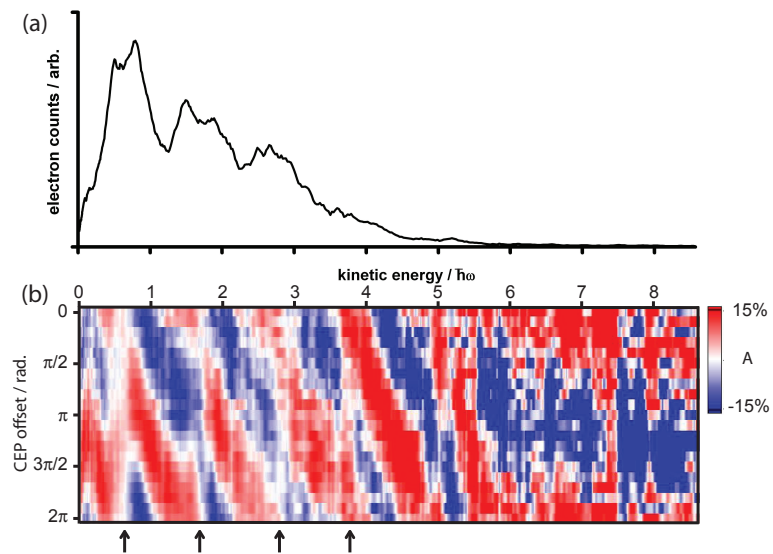 (a)
electron counts / arb.
kinetic energy / ħω
(b)
0 1 2 3 4 5 6 7 8
CEP offset / rad.
0
π/2
π
3π/2
2π
15%
A
-15%